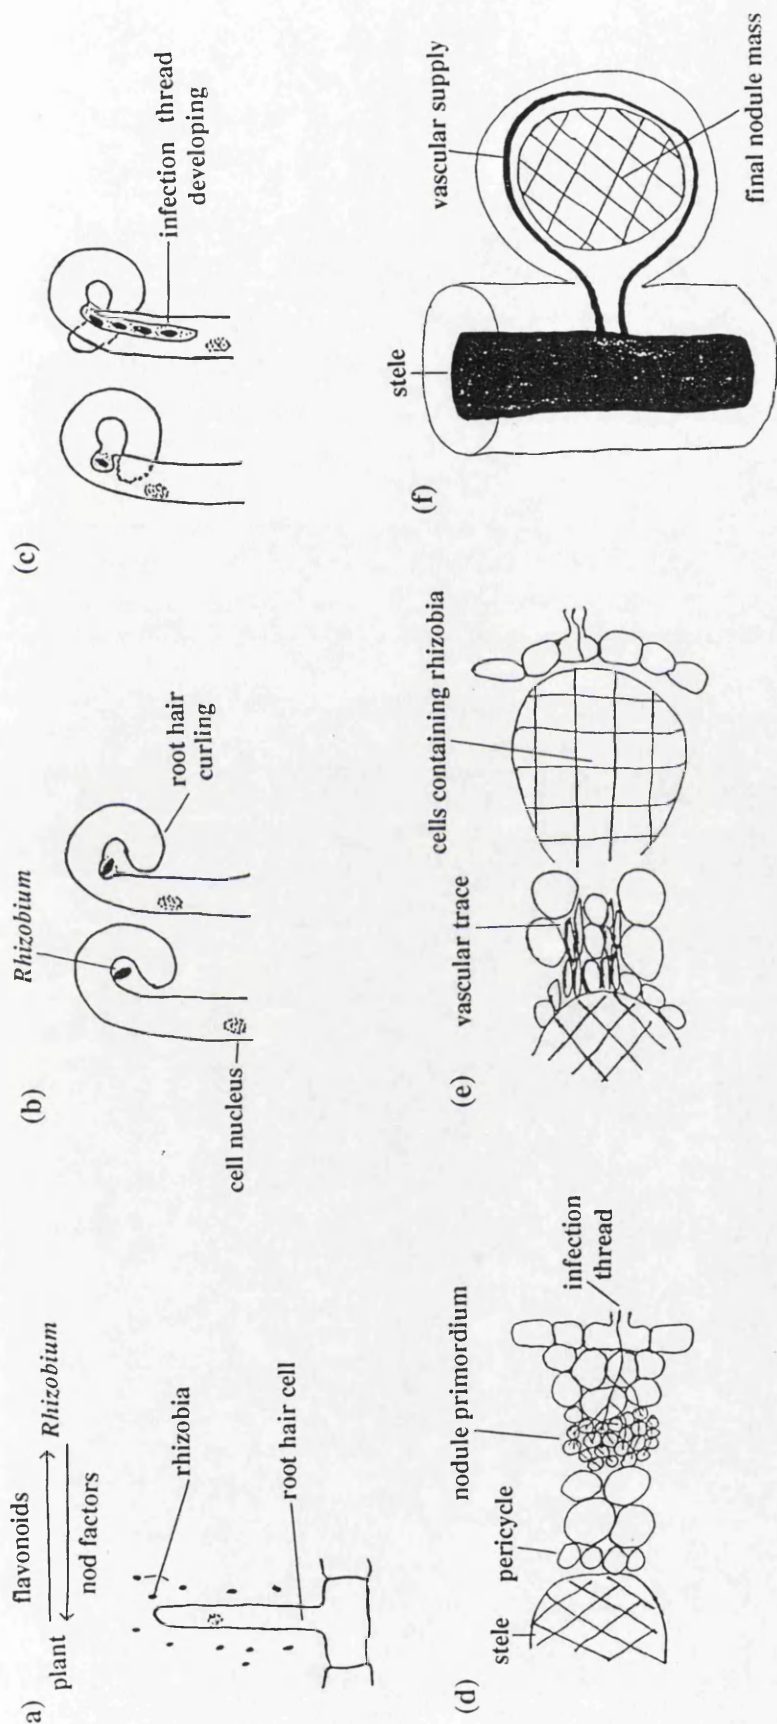 a)
flavonoids
plant
Rhizobium
nod factors
rhizobia
root hair cell
(b)
Rhizobium
cell nucleus
root hair
curling
(c)
infection thread
developing
(d)
stele
pericycle
nodule primordium
infection
thread
(e)
vascular trace
cells containing rhizobia
(f)
stele
vascular supply
final nodule mass